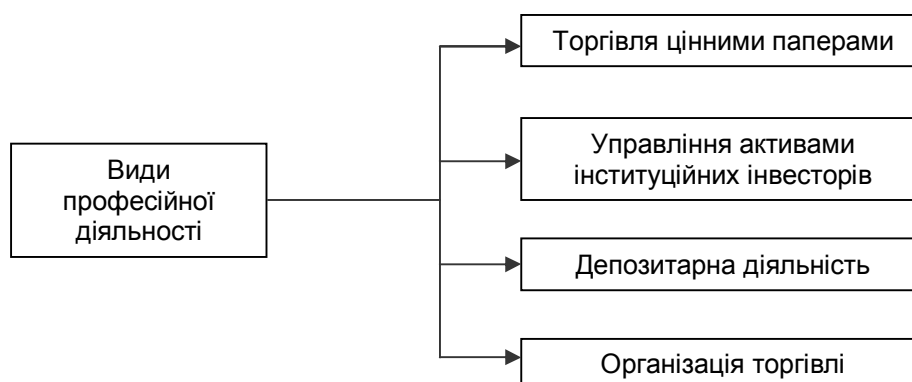 Торгівля цінними паперами
Управління активами
інституційних інвесторів
Види
професійної
діяльності
Депозитарна діяльність
Організація торгівлі